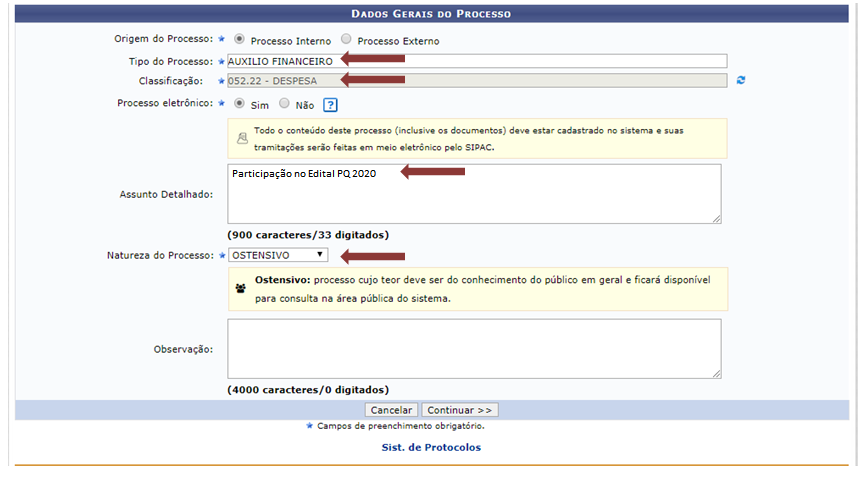 DADOS GERAIS DO PROCESSO
Origem do Processo: ★ Processo Interno Processo Externo
Tipo do Processo: ★ AUXILIO FINANCEIRO
Classificação: ★ 052.22 - DESPESA
Processo eletrônico: ★ Sim Não ?
Todo o conteúdo deste processo (inclusive os documentos) deve estar cadastrado no sistema e suas
tramitações serão feitas em meio eletrônico pelo SIPAC.
Assunto Detalhado: Participação no Edital PQ 2020
(900 caracteres/33 digitados)
Natureza do Processo: ★ OSTENSIVO
Ostensivo: processo cujo teor deve ser do conhecimento do público em geral e ficará disponível
para consulta na área pública do sistema.
Observação:
(4000 caracteres/0 digitados)
Cancelar Continuar >>
★ Campos de preenchimento obrigatório.
Sist. de Protocolos